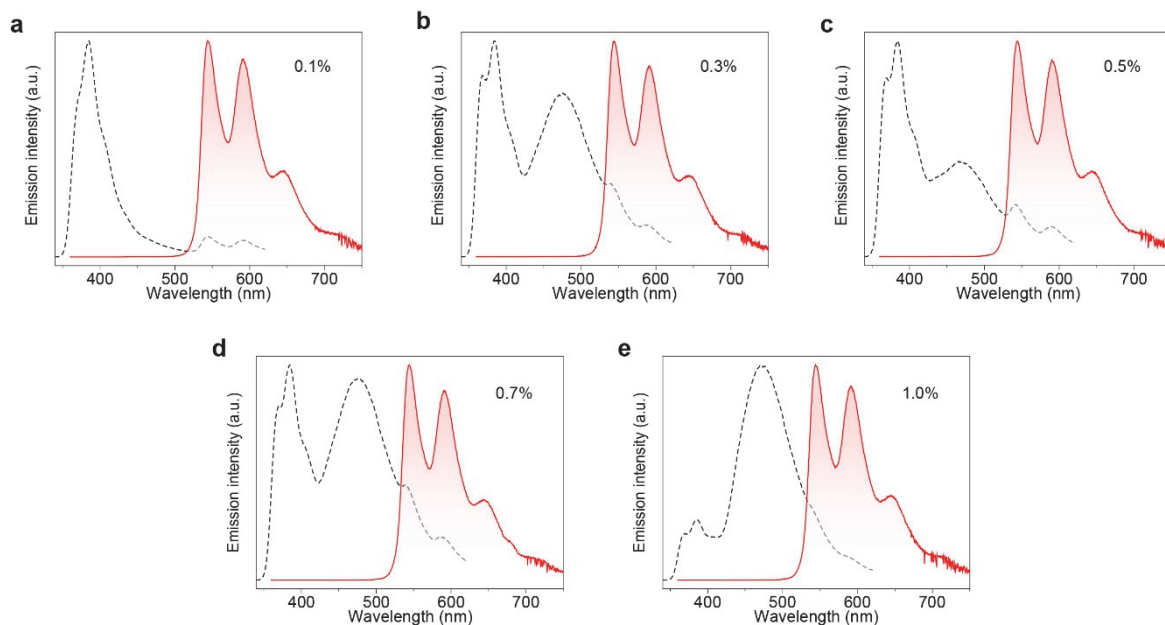 a
Emission intensity (a.u.)
0.1%
400 500 600 700
Wavelength (nm)
b
Emission intensity (a.u.)
0.3%
400 500 600 700
Wavelength (nm)
c
Emission intensity (a.u.)
0.5%
400 500 600 700
Wavelength (nm)
d
Emission intensity (a.u.)
0.7%
400 500 600 700
Wavelength (nm)
e
Emission intensity (a.u.)
1.0%
400 500 600 700
Wavelength (nm)